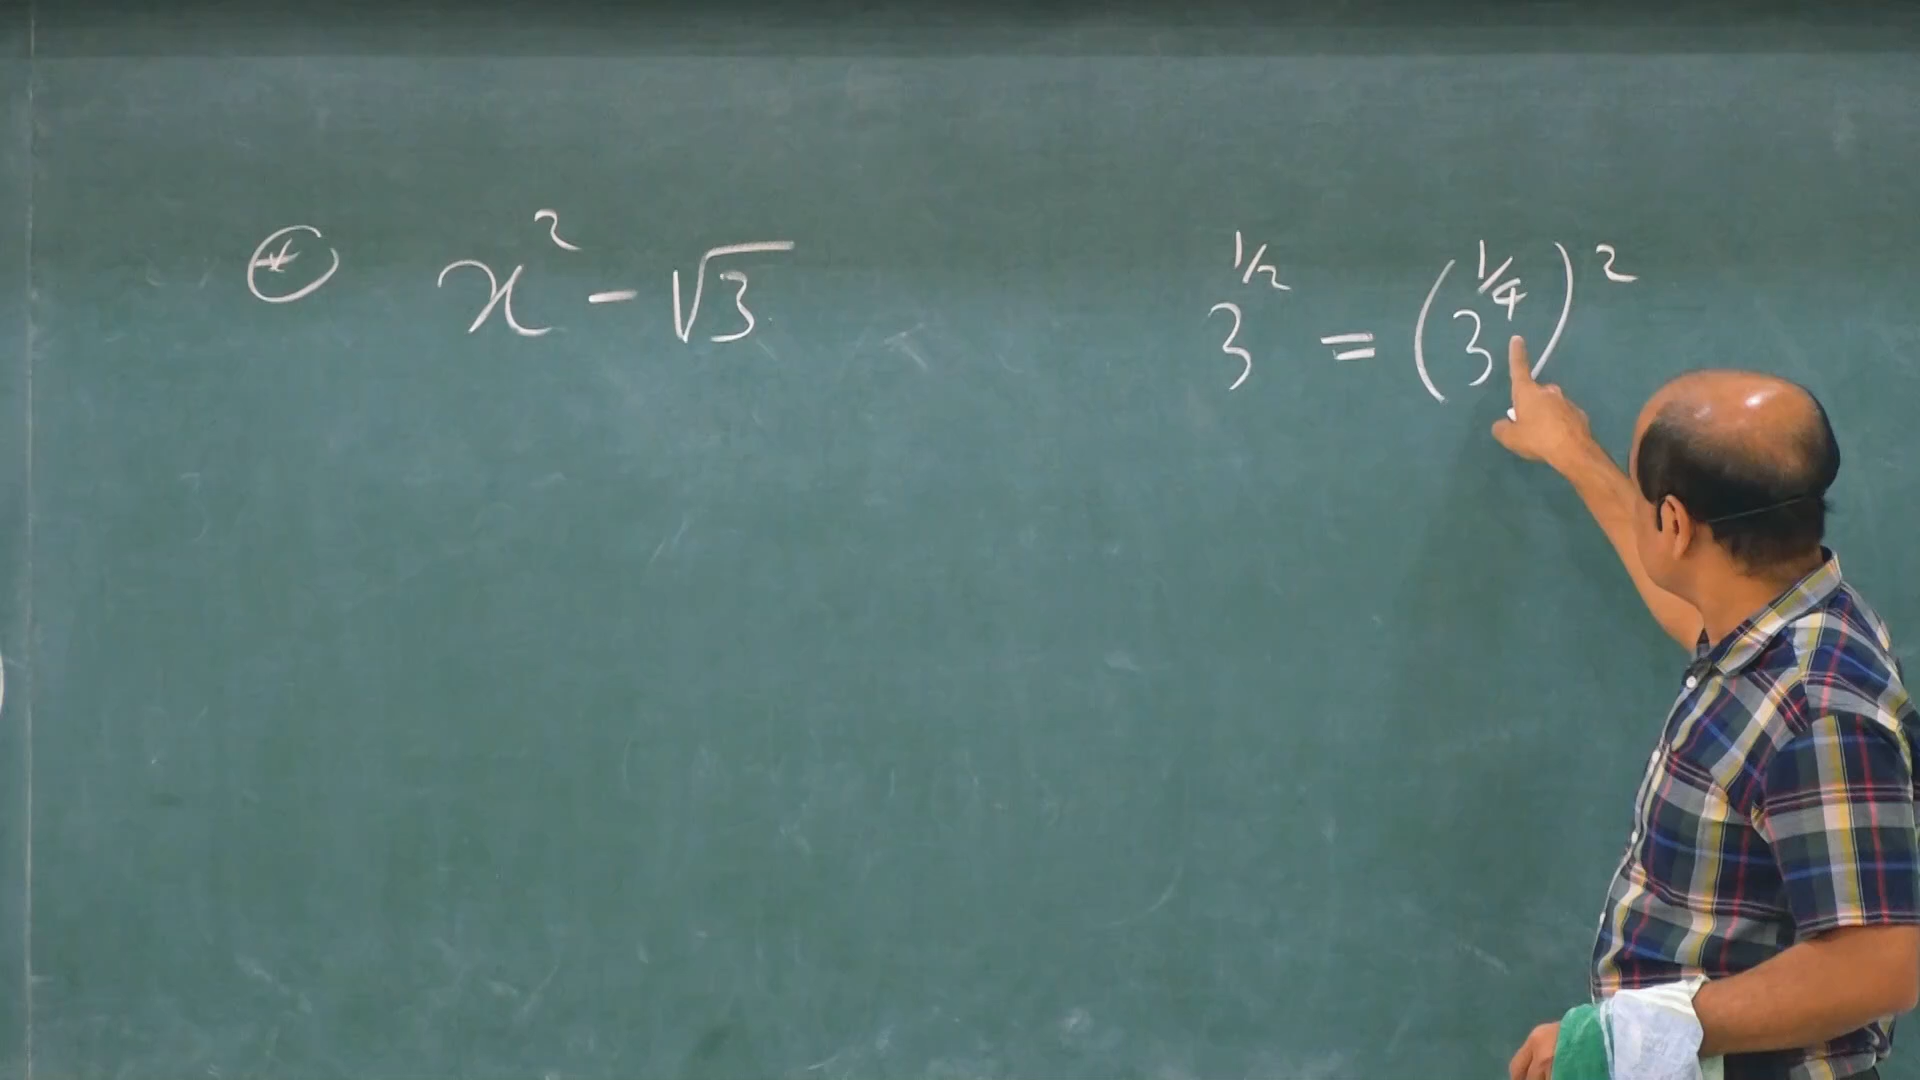 ⊛ x² - √3
3^{1/2} = (3^{1/4})²